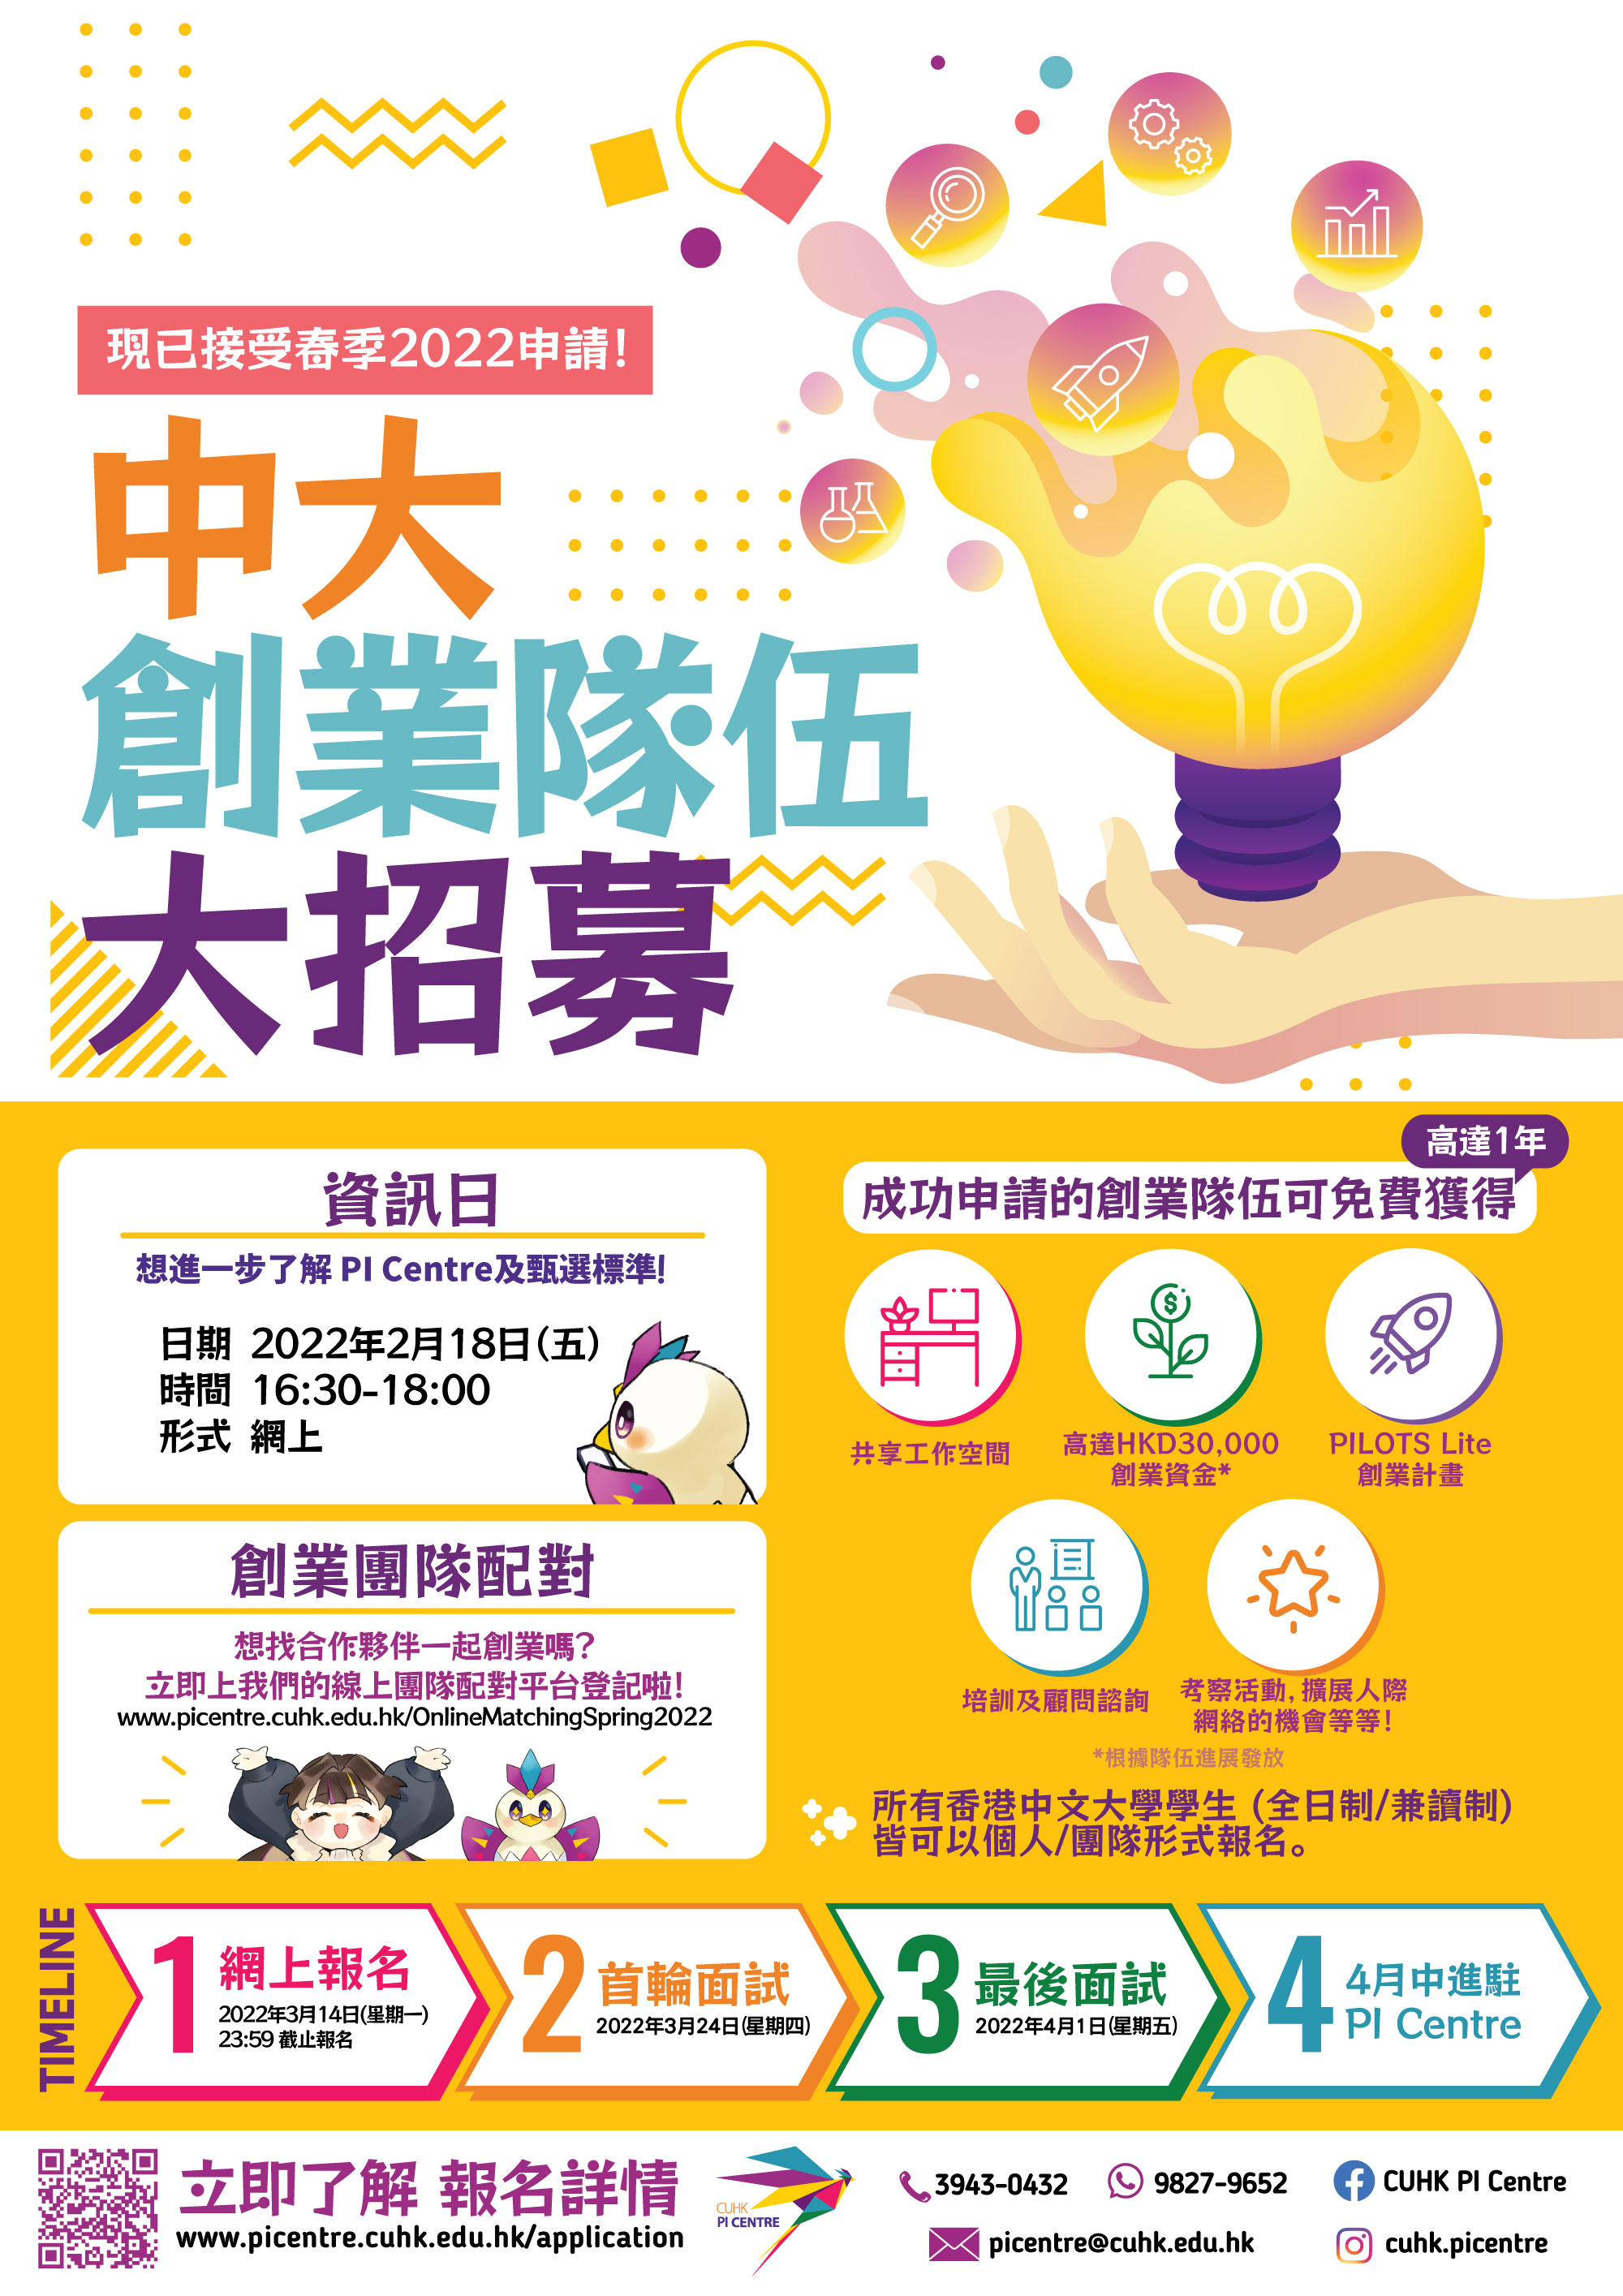 現已接受春季2022申請!
中大
創業隊伍
大招募
資訊日
想進一步了解 PI Centre及甄選標準!
日期 2022年2月18日(五)
時間 16:30-18:00
形式 網上
創業團隊配對
想找合作夥伴一起創業嗎?
立即上我們的線上團隊配對平台登記啦!
www.picentre.cuhk.edu.hk/OnlineMatchingSpring2022
高達1年
成功申請的創業隊伍可免費獲得
共享工作空間
高達HKD30,000
創業資金*
PILOTS Lite
創業計畫
培訓及顧問諮詢
考察活動, 擴展人際
網絡的機會等等!
*根據隊伍進展發放
所有香港中文大學學生 (全日制/兼讀制)
皆可以個人/團隊形式報名。
TIMELINE
1 網上報名
2022年3月14日(星期一)
23:59 截止報名
2 首輪面試
2022年3月24日(星期四)
3 最後面試
2022年4月1日(星期五)
4 4月中進駐
PI Centre
立即了解 報名詳情
www.picentre.cuhk.edu.hk/application
CUHK
PI CENTRE
3943-0432
9827-9652
CUHK PI Centre
picentre@cuhk.edu.hk
cuhk.picentre